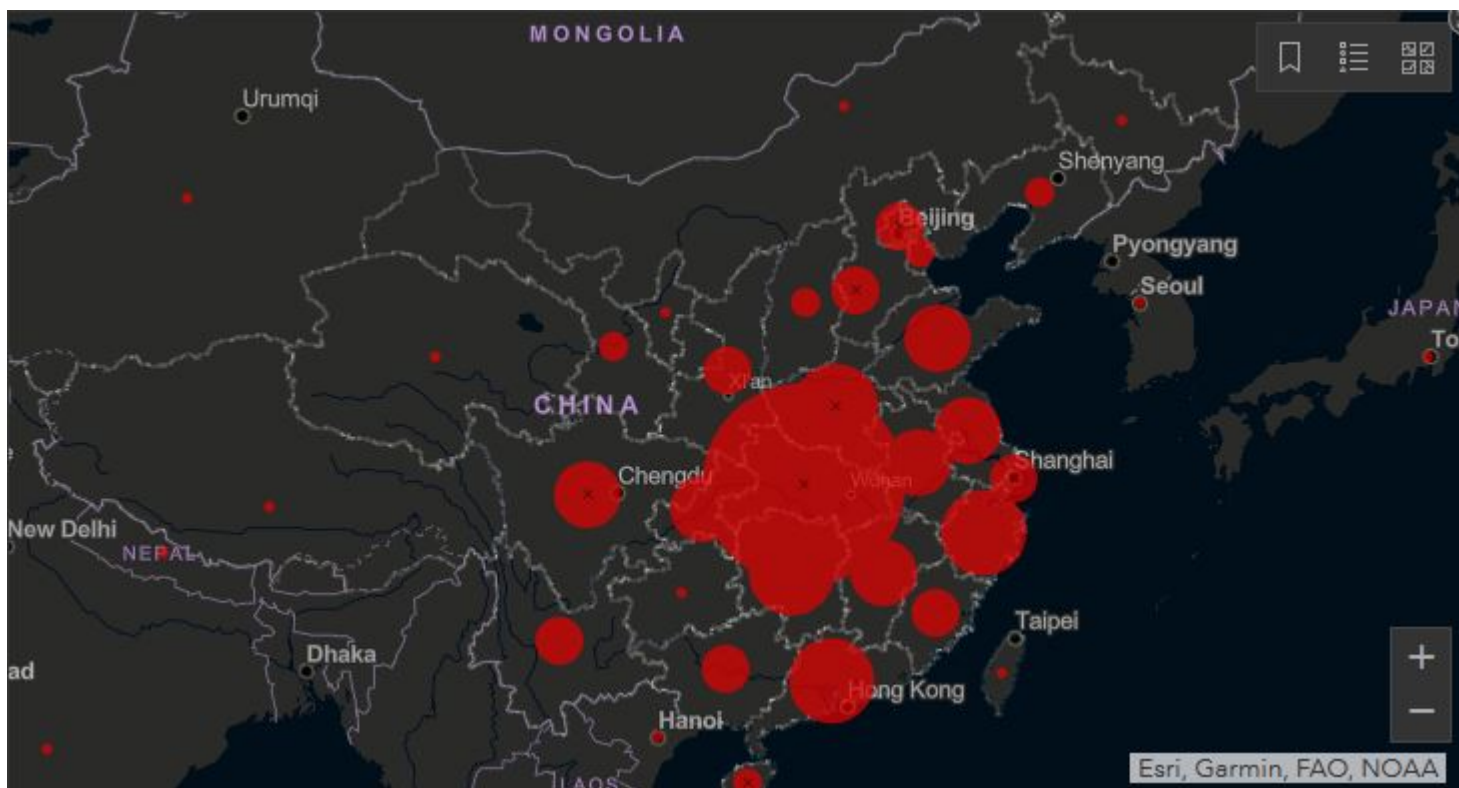 MONGOLIA
Urumqi
Shenyang
Beijing
Pyongyang
Seoul
JAPAN
To
Xi'an
CHINA
Shanghai
Chengdu
Wuhan
New Delhi
NEPAL
Taipei
Dhaka
ad
Hong Kong
Hanoi
LAOS
+
−
Esri, Garmin, FAO, NOAA